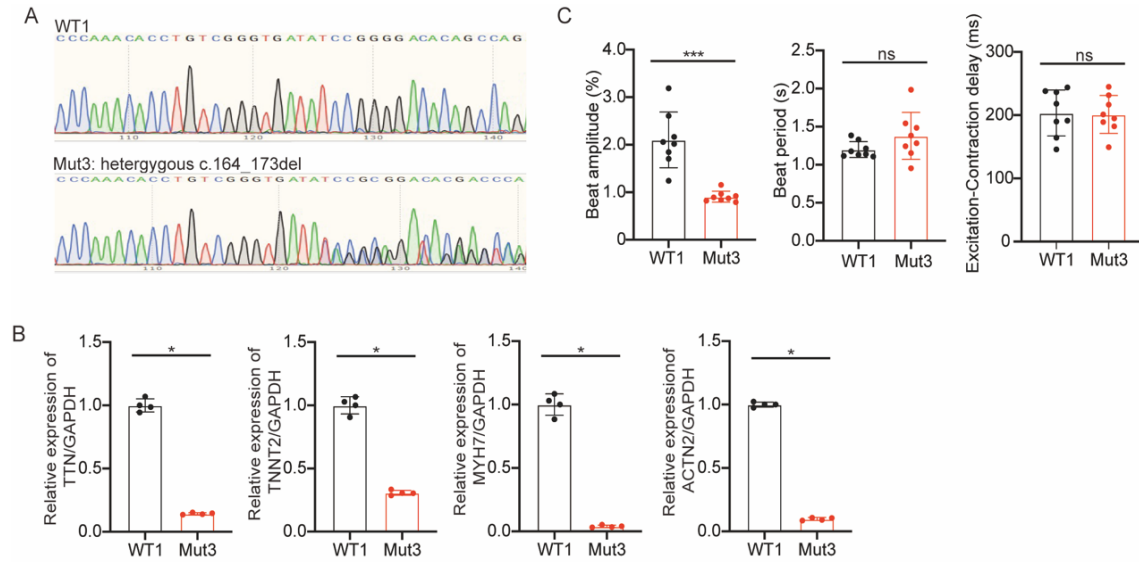 A
WT1
CCCAAACACCTGTCGGGTGATATCCGGGGACACAGCCAG
110 120 130 140
Mut3: hetergygous c.164_173del
CCCAAACACCTGTCGGGTGATATCCGCGGACACGACCCA
110 120 130 140
C
Beat amplitude (%)
4.0
3.0
2.0
1.0
0
***
WT1 Mut3
Beat period (s)
2.5
2.0
1.5
1.0
0.5
0.0
ns
WT1 Mut3
Excitation-Contraction delay (ms)
300
200
100
0
ns
WT1 Mut3
B
Relative expression of
TTN/GAPDH
1.5
1.0
0.5
0.0
*
WT1 Mut3
Relative expression of
TNNT2/GAPDH
1.5
1.0
0.5
0.0
*
WT1 Mut3
Relative expression of
MYH7/GAPDH
1.5
1.0
0.5
0.0
*
WT1 Mut3
Relative expressionof
ACTN2/GAPDH
1.5
1.0
0.5
0.0
*
WT1 Mut3